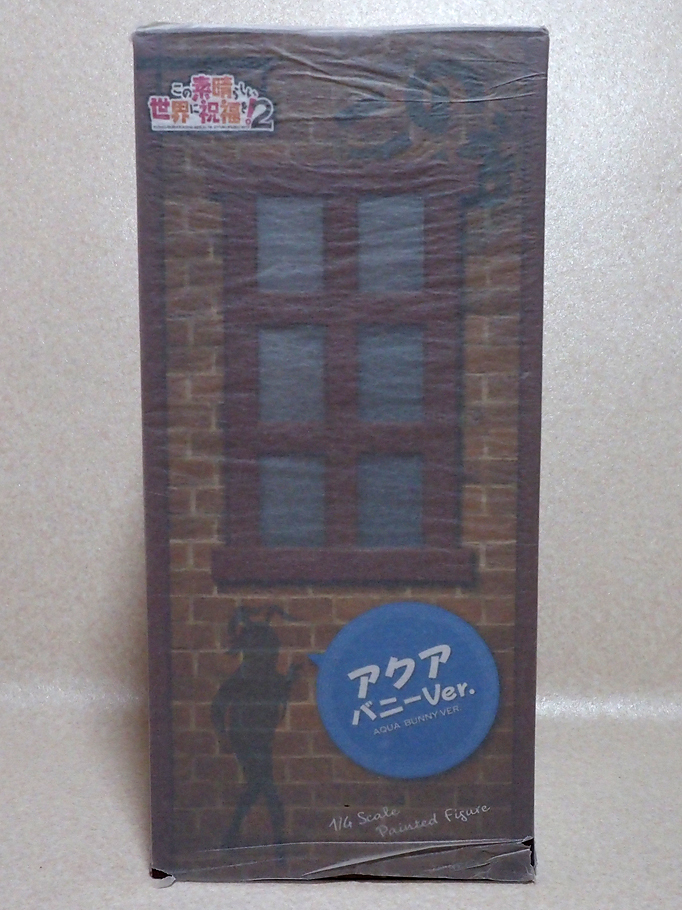 この素晴らしい
世界に祝福を!2
アクア
バニーVer.
AQUA BUNNY VER.
1/4 Scale
Painted Figure